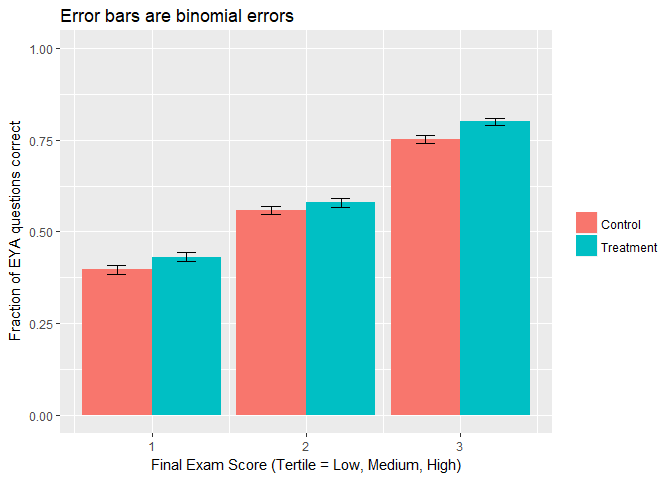 Error bars are binomial errors
1.00
0.75
0.50
0.25
0.00
Fraction of EYA questions correct
1 2 3
Final Exam Score (Tertile = Low, Medium, High)
Control
Treatment